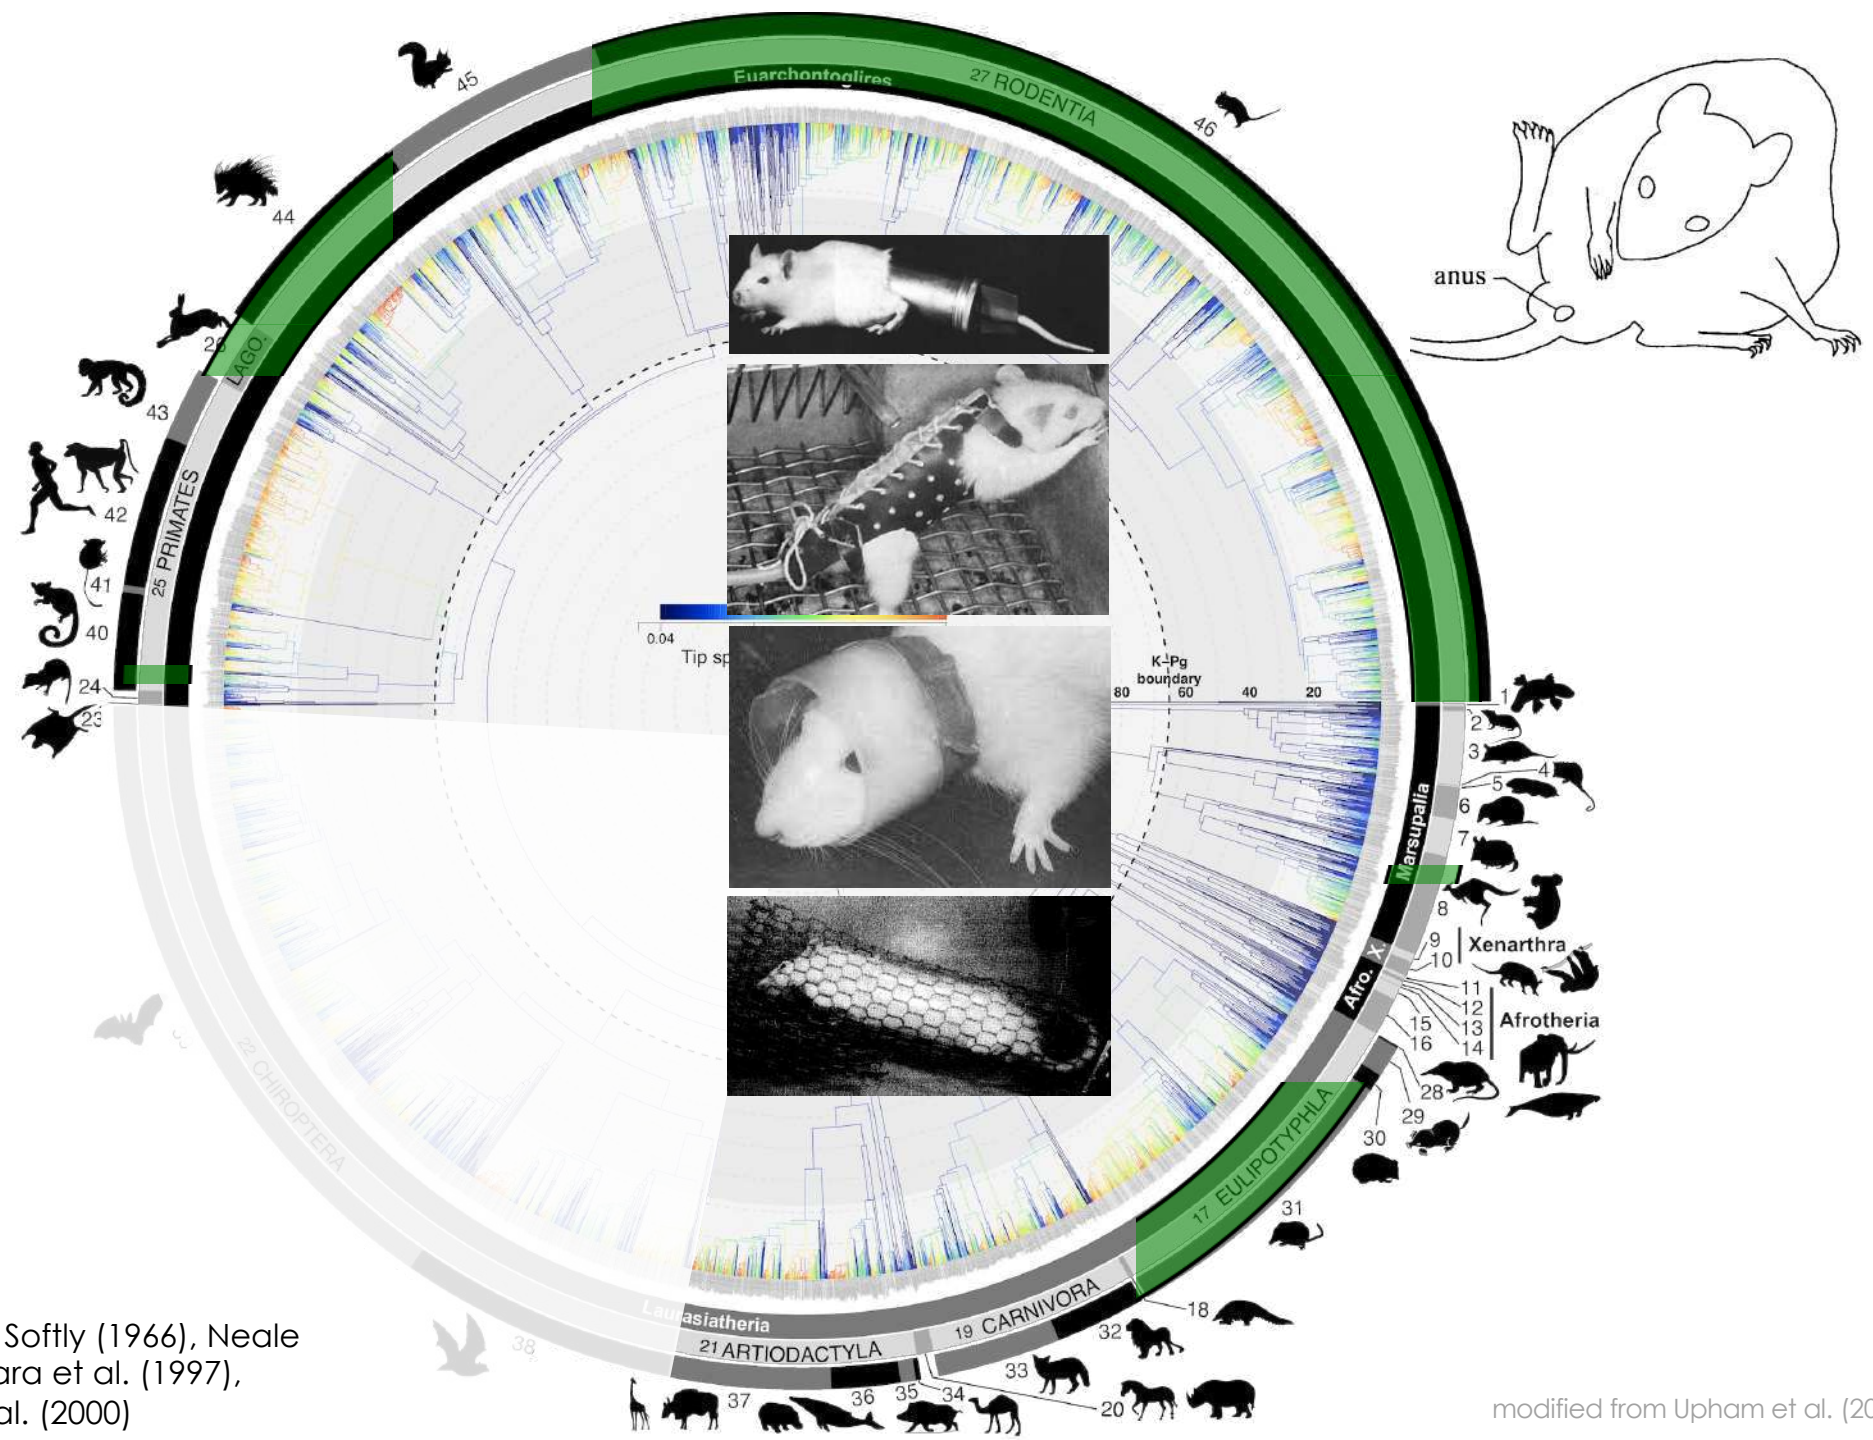 45
Euarchontoglires
27 RODENTIA
46
44
anus
26
LAGO.
43
42
25 PRIMATES
41
40
24
23
0.04
Tip sp
K–Pg
boundary
80 60 40 20
1
2
3
4
5
6
7
Marsupalia
8
9
10
Xenarthra
X.
Afro.
11
12
13
14
15
16
Afrotheria
28
29
30
17 EULIPOTYPHLA
31
22 CHIROPTERA
18
19 CARNIVORA
32
33
Laurasiatheria
21 ARTIODACTYLA
38
37
36
35
34
20
Softly (1966), Neale
ara et al. (1997),
al. (2000)
modified from Upham et al. (20